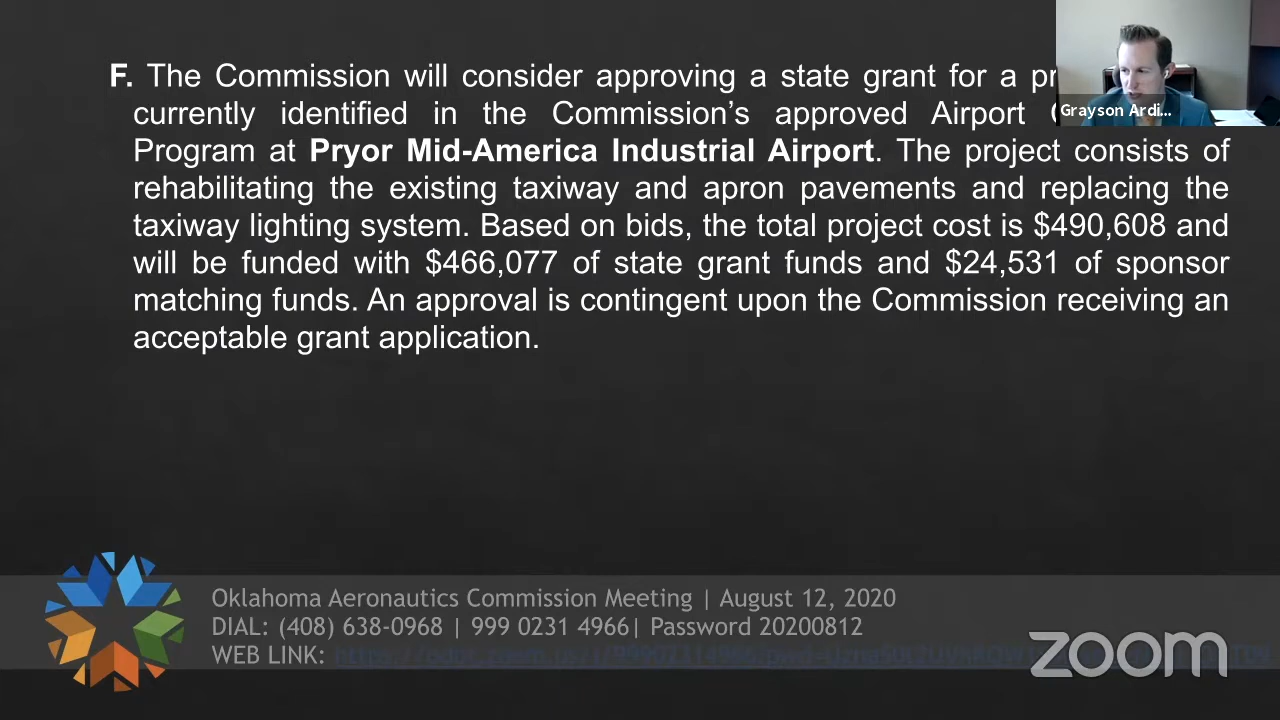 F. The Commission will consider approving a state grant for a
currently identified in the Commission's approved Airport
Program at Pryor Mid-America Industrial Airport. The project consists of
rehabilitating the existing taxiway and apron pavements and replacing the
taxiway lighting system. Based on bids, the total project cost is $490,608 and
will be funded with $466,077 of state grant funds and $24,531 of sponsor
matching funds. An approval is contingent upon the Commission receiving an
acceptable grant application.
Grayson Ardi...
Oklahoma Aeronautics Commission Meeting | August 12, 2020
DIAL: (408) 638-0968 | 999 0231 4966| Password 20200812
WEB LINK:
zoom